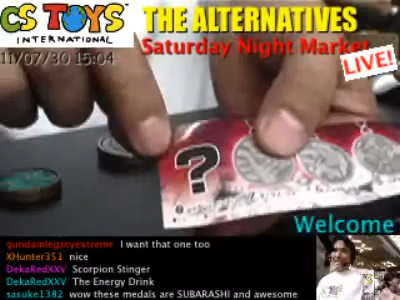 CS TOYS
INTERNATIONAL
THE ALTERNATIVES
Saturday Night Market
LIVE!
11/07/30 15:04
?
Welcome
gundamlegacyextreme I want that one too
XHunter351 nice
DekaRedXXV Scorpion Stinger
DekaRedXXV The Energy Drink
sasuke1382 wow these medals are SUBARASHI and awesome